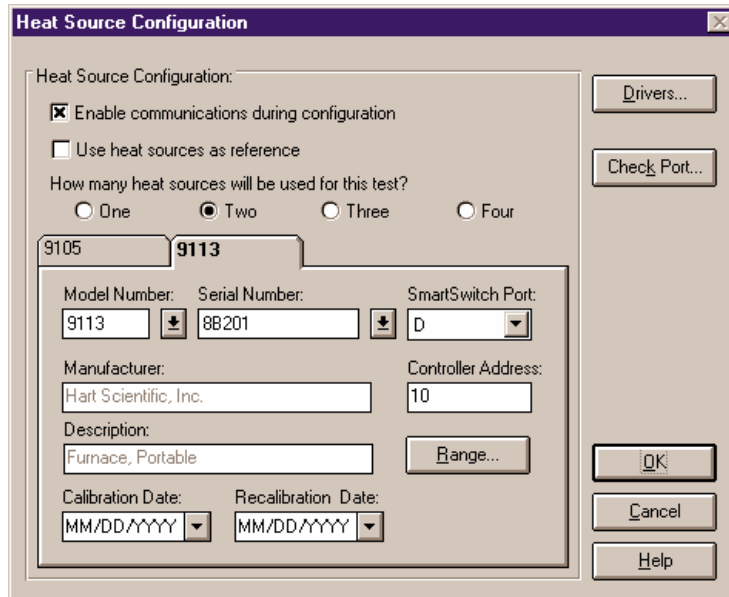 Heat Source Configuration
Heat Source Configuration:
Enable communications during configuration
Use heat sources as reference
How many heat sources will be used for this test?
One Two Three Four
9105 9113
Model Number: Serial Number: SmartSwitch Port:
9113 8B201 D
Manufacturer: Controller Address:
Hart Scientific, Inc. 10
Description:
Furnace, Portable Range...
Calibration Date: Recalibration Date:
MM/DD/YYYY MM/DD/YYYY
Drivers...
Check Port...
OK
Cancel
Help